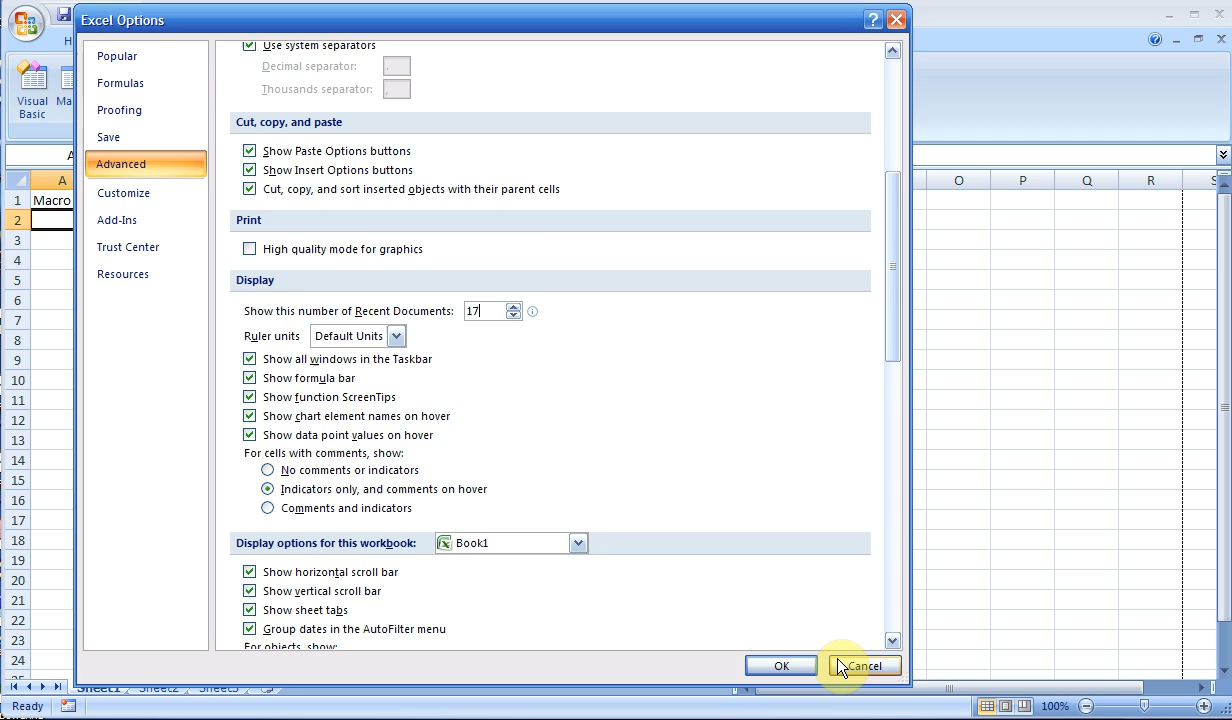 Excel Options
?
H
Visual Basic
Ma
Popular
Formulas
Proofing
Save
Advanced
Customize
Add-Ins
Trust Center
Resources
Use system separators
Decimal separator: .
Thousands separator: ,
Cut, copy, and paste
Show Paste Options buttons
Show Insert Options buttons
Cut, copy, and sort inserted objects with their parent cells
Print
High quality mode for graphics
Display
Show this number of Recent Documents: 17
Ruler units Default Units
Show all windows in the Taskbar
Show formula bar
Show function ScreenTips
Show chart element names on hover
Show data point values on hover
For cells with comments, show:
No comments or indicators
Indicators only, and comments on hover
Comments and indicators
Display options for this workbook: Book1
Show horizontal scroll bar
Show vertical scroll bar
Show sheet tabs
Group dates in the AutoFilter menu
For objects, show:
OK Cancel
A
A O P Q R S
1 Macro
2
3
4
5
6
7
8
9
10
11
12
13
14
15
16
17
18
19
20
21
22
23
24
25
Sheet1 Sheet2 Sheet3
Ready 100%